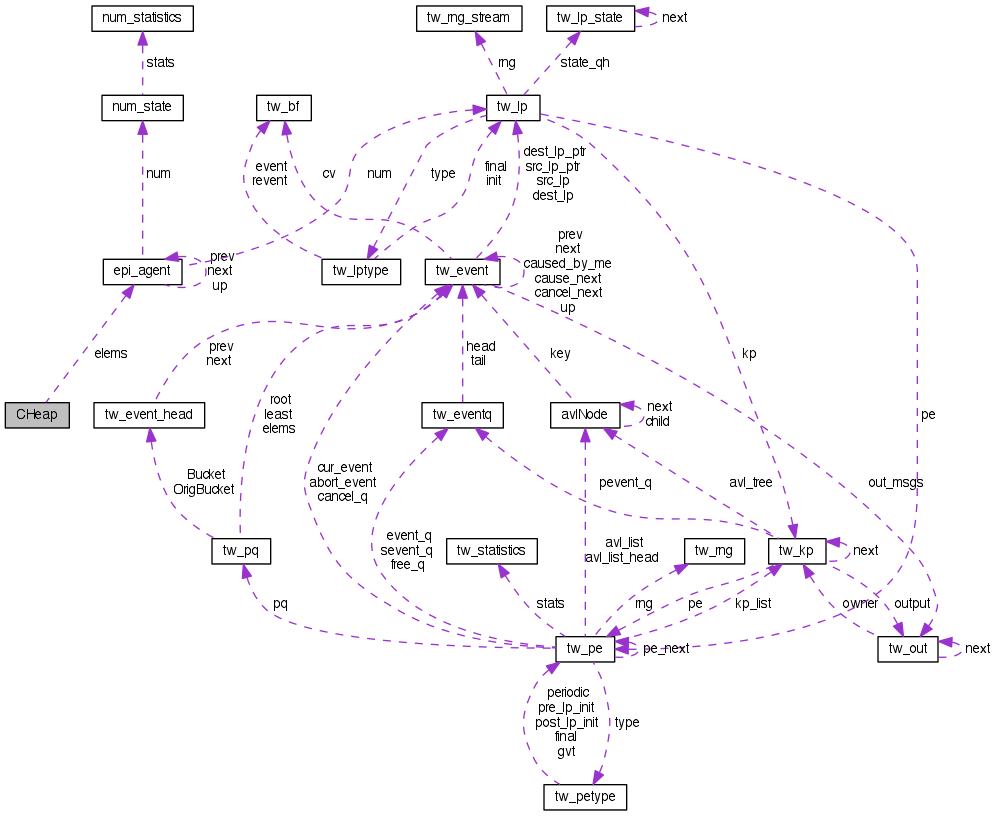 num_statistics
tw_rng_stream
tw_lp_state
next
stats
rng
state_qh
num_state
tw_bf
tw_lp
num
event
revent
cv
num
type
final
init
dest_lp_ptr
src_lp_ptr
src_lp
dest_lp
epi_agent
prev
next
up
tw_lptype
tw_event
prev
next
caused_by_me
cause_next
cancel_next
up
elems
prev
next
head
tail
key
kp
root
least
elems
CHeap
tw_event_head
tw_eventq
avlNode
next
child
pe
Bucket
OrigBucket
cur_event
abort_event
cancel_q
pevent_q
avl_tree
out_msgs
event_q
sevent_q
free_q
avl_list
avl_list_head
tw_pq
tw_statistics
tw_rng
tw_kp
next
pq
stats
rng
pe
kp_list
owner
output
tw_pe
pe_next
tw_out
next
periodic
pre_lp_init
post_lp_init
final
gvt
type
tw_petype